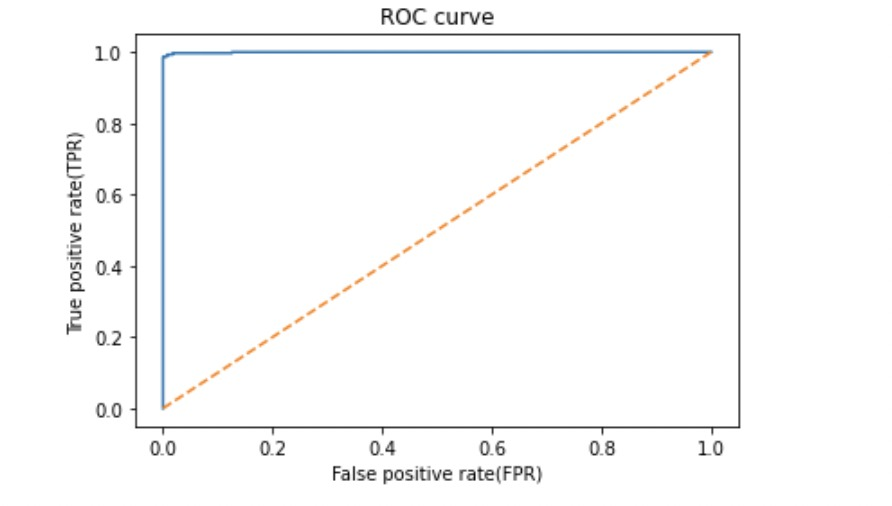 ROC curve
True positive rate(TPR)
1.0
0.8
0.6
0.4
0.2
0.0
0.0 0.2 0.4 0.6 0.8 1.0
False positive rate(FPR)